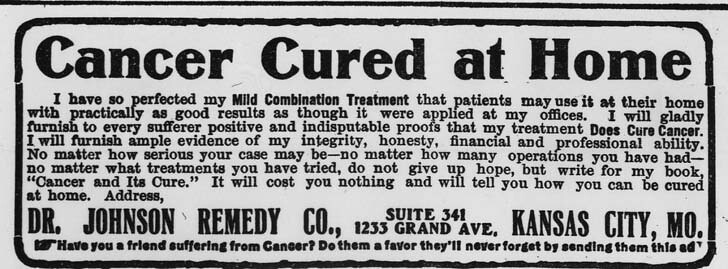 Cancer Cured at Home
I have so perfected my Mild Combination Treatment that patients may use it at their home
with practically as good results as though it were applied at my offices. I will gladly
furnish to every sufferer positive and indisputable proofs that my treatment Does Cure Cancer.
I will furnish ample evidence of my integrity, honesty, financial and professional ability.
No matter how serious your case may be—no matter how many operations you have had—
no matter what treatments you have tried, do not give up hope, but write for my book,
"Cancer and Its Cure." It will cost you nothing and will tell you how you can be cured
at home. Address,
DR. JOHNSON REMEDY CO., SUITE 341 1233 GRAND AVE. KANSAS CITY, MO.
☞Have you a friend suffering from Cancer? Do them a favor they'll never forget by sending them this ad